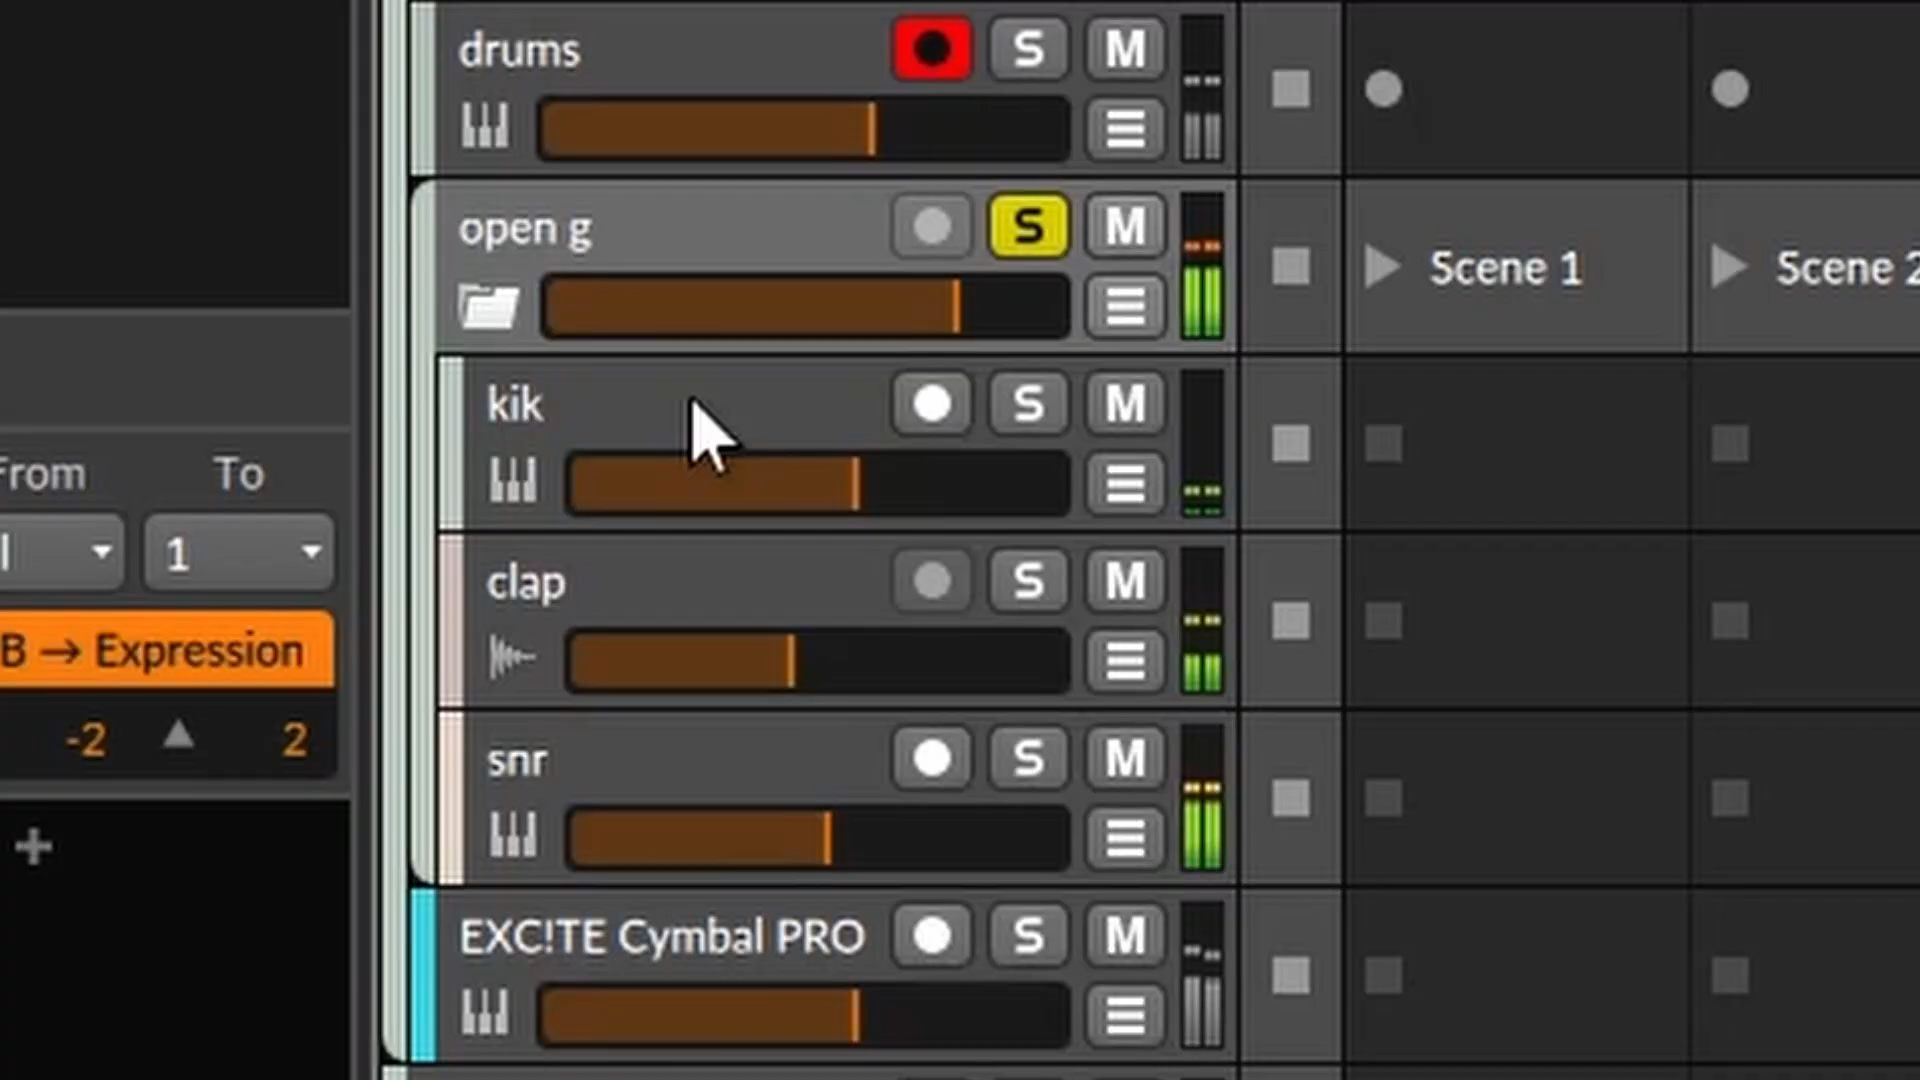 drums S M
open g S M
Scene 1 Scene 2
kik S M
From To
1
clap S M
B → Expression
-2 2
snr S M
EXC!TE Cymbal PRO S M